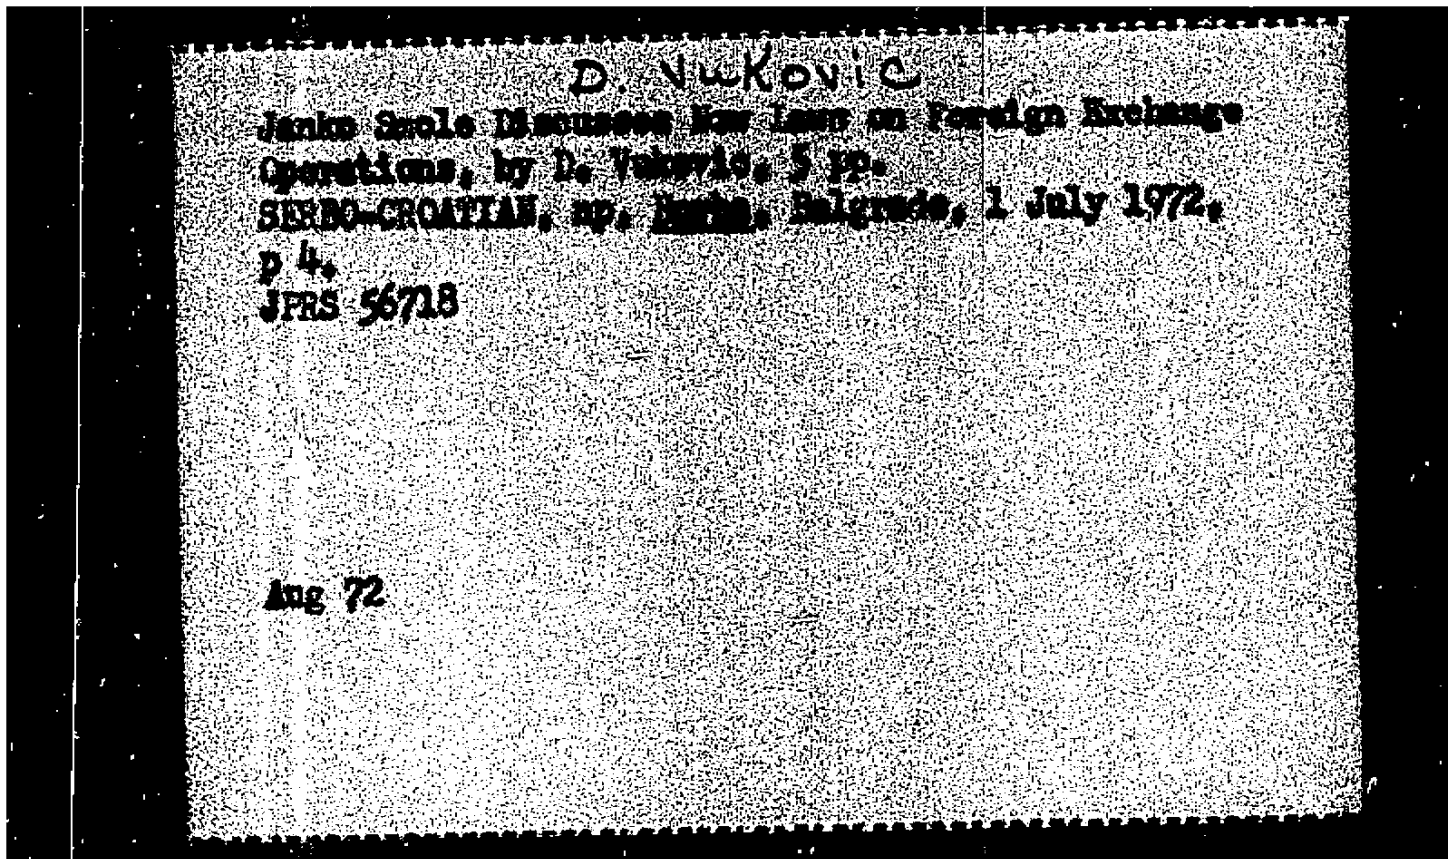 D. Vukovic
Janko Smole Discusses New Laws on Foreign Exchange
Operations, by D. Vukovic, 5 pp.
SERBO-CROATIAN, np, Borba, Belgrade, 1 July 1972,
p 4.
JPRS 56718
Aug 72